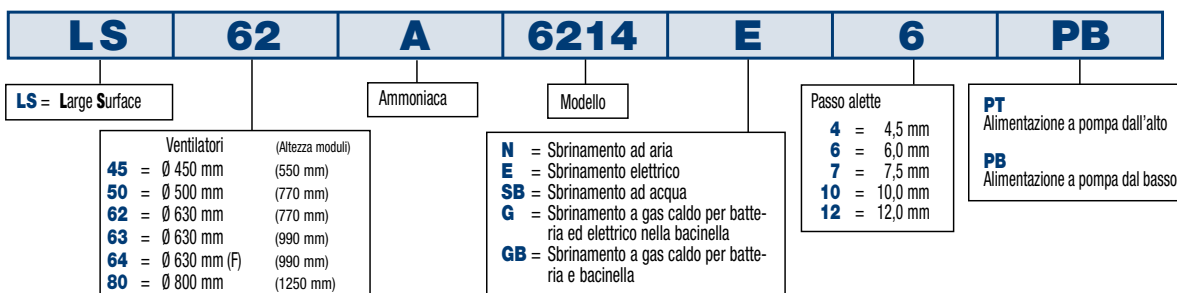 LS 62 A 6214 E 6 PB
LS = Large Surface
Ventilatori (Altezza moduli)
45 = Ø 450 mm (550 mm)
50 = Ø 500 mm (770 mm)
62 = Ø 630 mm (770 mm)
63 = Ø 630 mm (990 mm)
64 = Ø 630 mm (F) (990 mm)
80 = Ø 800 mm (1250 mm)
Ammoniaca
Modello
N = Sbrinamento ad aria
E = Sbrinamento elettrico
SB = Sbrinamento ad acqua
G = Sbrinamento a gas caldo per batte-
ria ed elettrico nella bacinella
GB = Sbrinamento a gas caldo per batte-
ria e bacinella
Passo alette
4 = 4,5 mm
6 = 6,0 mm
7 = 7,5 mm
10 = 10,0 mm
12 = 12,0 mm
PT
Alimentazione a pompa dall'alto
PB
Alimentazione a pompa dal basso